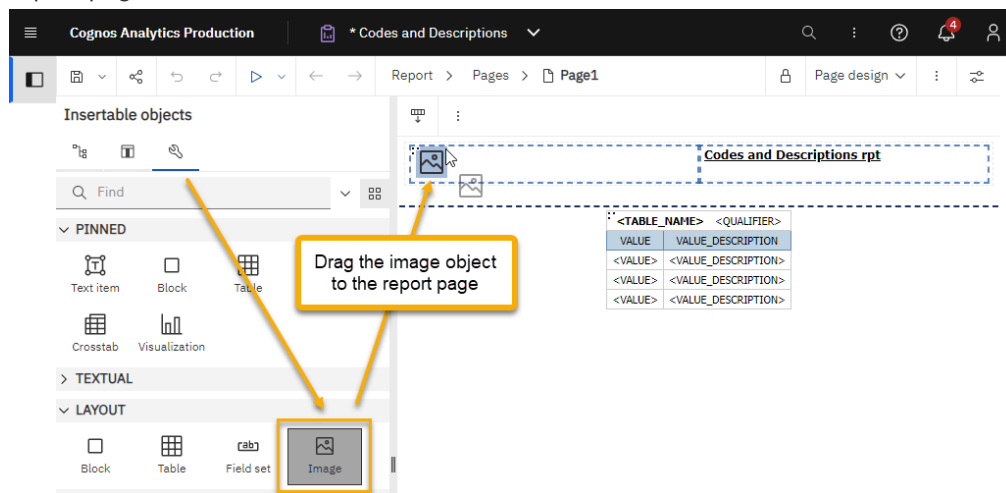 Cognos Analytics Production
* Codes and Descriptions
4
Report > Pages > Page1
Page design
Insertable objects
Find
PINNED
Text item
Block
Table
Crosstab
Visualization
> TEXTUAL
LAYOUT
Block
Table
Field set
Image
Drag the image object
to the report page
Codes and Descriptions rpt
<TABLE_NAME> <QUALIFIER>
VALUE VALUE_DESCRIPTION
<VALUE> <VALUE_DESCRIPTION>
<VALUE> <VALUE_DESCRIPTION>
<VALUE> <VALUE_DESCRIPTION>